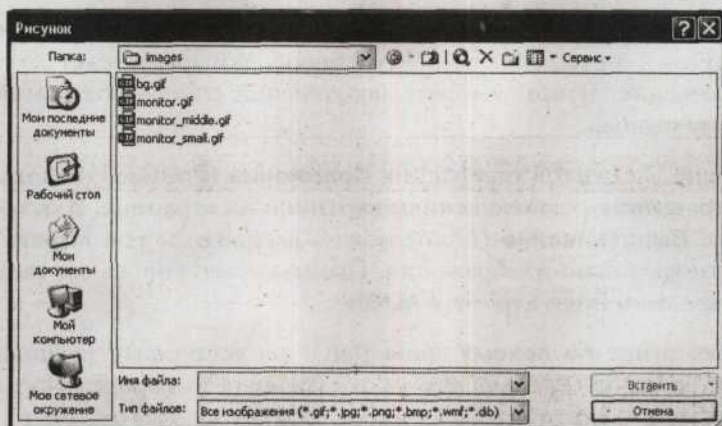 Рисунок
Папка:
images
Сервис
bg.gif
monitor.gif
monitor_middle.gif
monitor_small.gif
Мои последние
документы
Рабочий стол
Мои
документы
Мой
компьютер
Мое сетевое
окружение
Имя файла:
Вставить
Тип файлов:
Все изображения (*.gif;*.jpg;*.png;*.bmp;*.wmf;*.dib)
Отмена